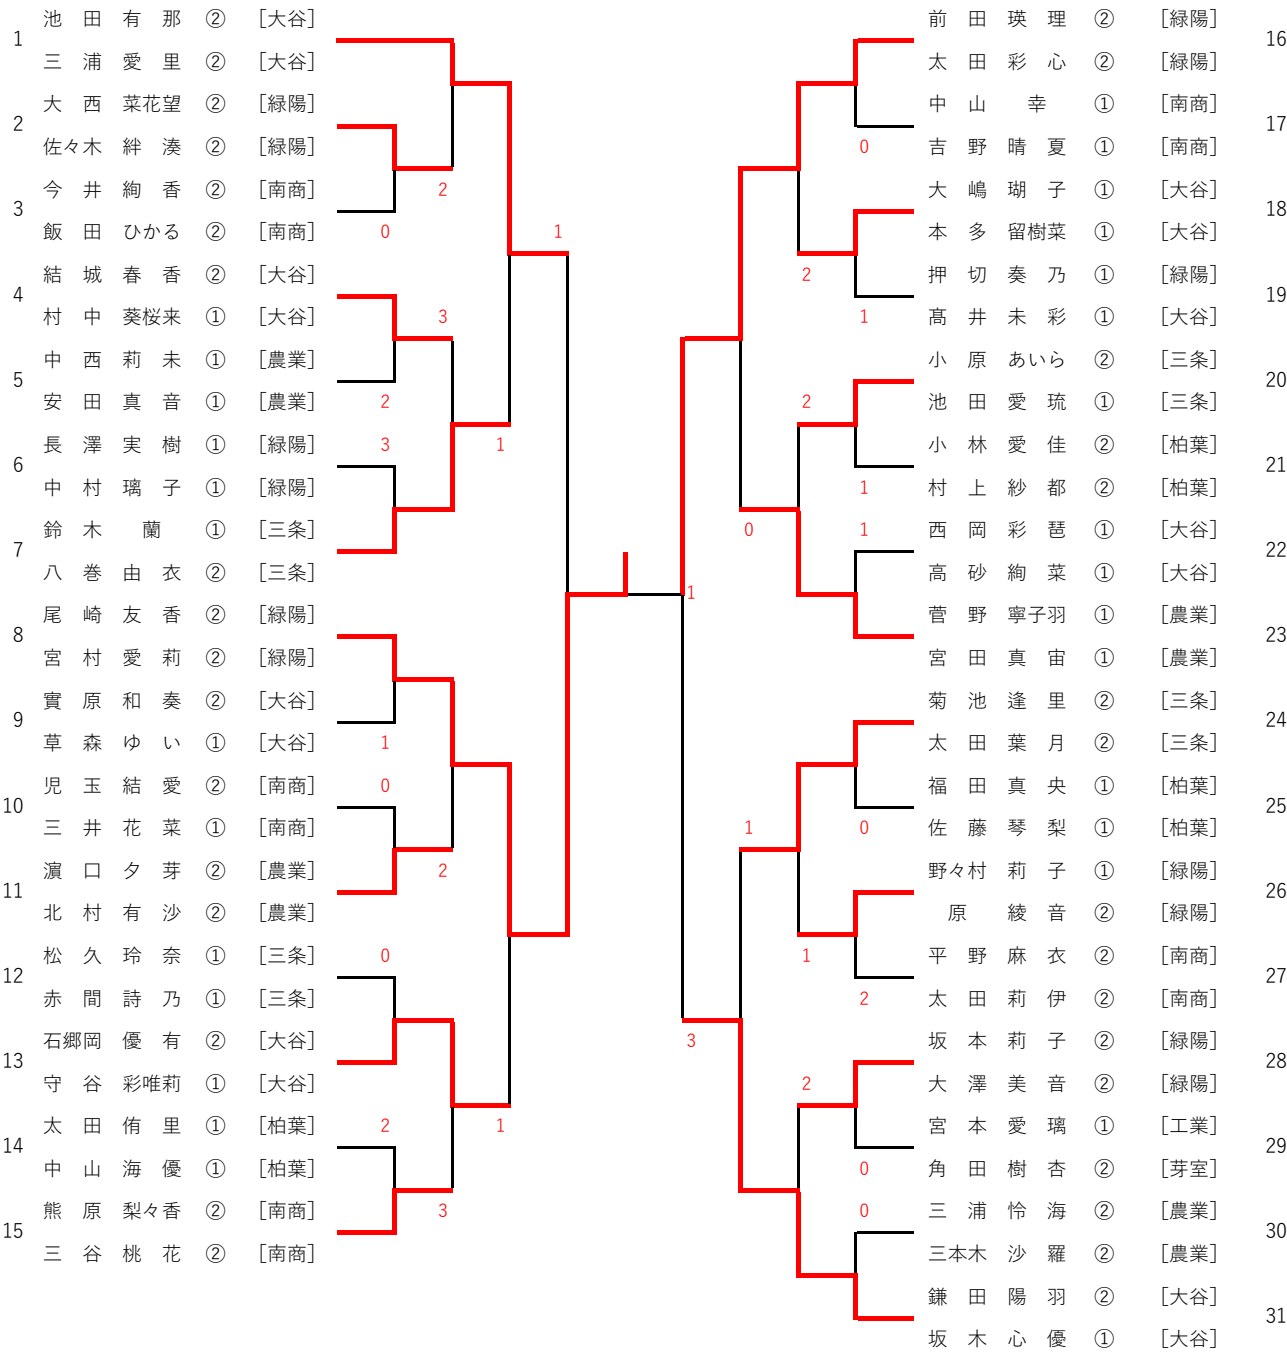 池田有那 ② [大谷]
1
三浦愛里 ② [大谷]
大西菜花望 ② [緑陽]
2
佐々木絆湊 ② [緑陽]
2
今井絢香 ② [南商]
3
飯田ひかる ② [南商]
0
1
結城春香 ② [大谷]
4
村中葵桜来 ① [大谷]
3
中西莉未 ① [農業]
5
安田真音 ① [農業]
2
長澤実樹 ① [緑陽]
3
1
6
中村璃子 ① [緑陽]
鈴木蘭 ① [三条]
7
八巻由衣 ② [三条]
尾崎友香 ② [緑陽]
8
宮村愛莉 ② [緑陽]
實原和奏 ② [大谷]
9
草森ゆい ① [大谷]
1
児玉結愛 ② [南商]
0
10
三井花菜 ① [南商]
濵口夕芽 ② [農業]
2
11
北村有沙 ② [農業]
松久玲奈 ① [三条]
0
12
赤間詩乃 ① [三条]
石郷岡優有 ② [大谷]
13
守谷彩唯莉 ① [大谷]
太田侑里 ① [柏葉]
2
1
14
中山海優 ① [柏葉]
熊原梨々香 ② [南商]
3
15
三谷桃花 ② [南商]
前田瑛理 ② [緑陽]
16
太田彩心 ② [緑陽]
中山幸 ① [南商]
17
0
吉野晴夏 ① [南商]
大嶋瑚子 ① [大谷]
18
本多留樹菜 ① [大谷]
2
押切奏乃 ① [緑陽]
19
1
髙井未彩 ① [大谷]
小原あいら ② [三条]
20
2
池田愛琉 ① [三条]
小林愛佳 ② [柏葉]
21
1
村上紗都 ② [柏葉]
0
1
西岡彩琶 ① [大谷]
22
高砂絢菜 ① [大谷]
1
菅野寧子羽 ① [農業]
23
宮田真宙 ① [農業]
菊池逢里 ② [三条]
24
太田葉月 ② [三条]
福田真央 ① [柏葉]
25
1
0
佐藤琴梨 ① [柏葉]
野々村莉子 ① [緑陽]
26
原綾音 ② [緑陽]
1
平野麻衣 ② [南商]
27
2
太田莉伊 ② [南商]
3
坂本莉子 ② [緑陽]
28
2
大澤美音 ② [緑陽]
宮本愛璃 ① [工業]
29
0
角田樹杏 ② [芽室]
0
三浦怜海 ② [農業]
30
三本木沙羅 ② [農業]
鎌田陽羽 ② [大谷]
31
坂木心優 ① [大谷]